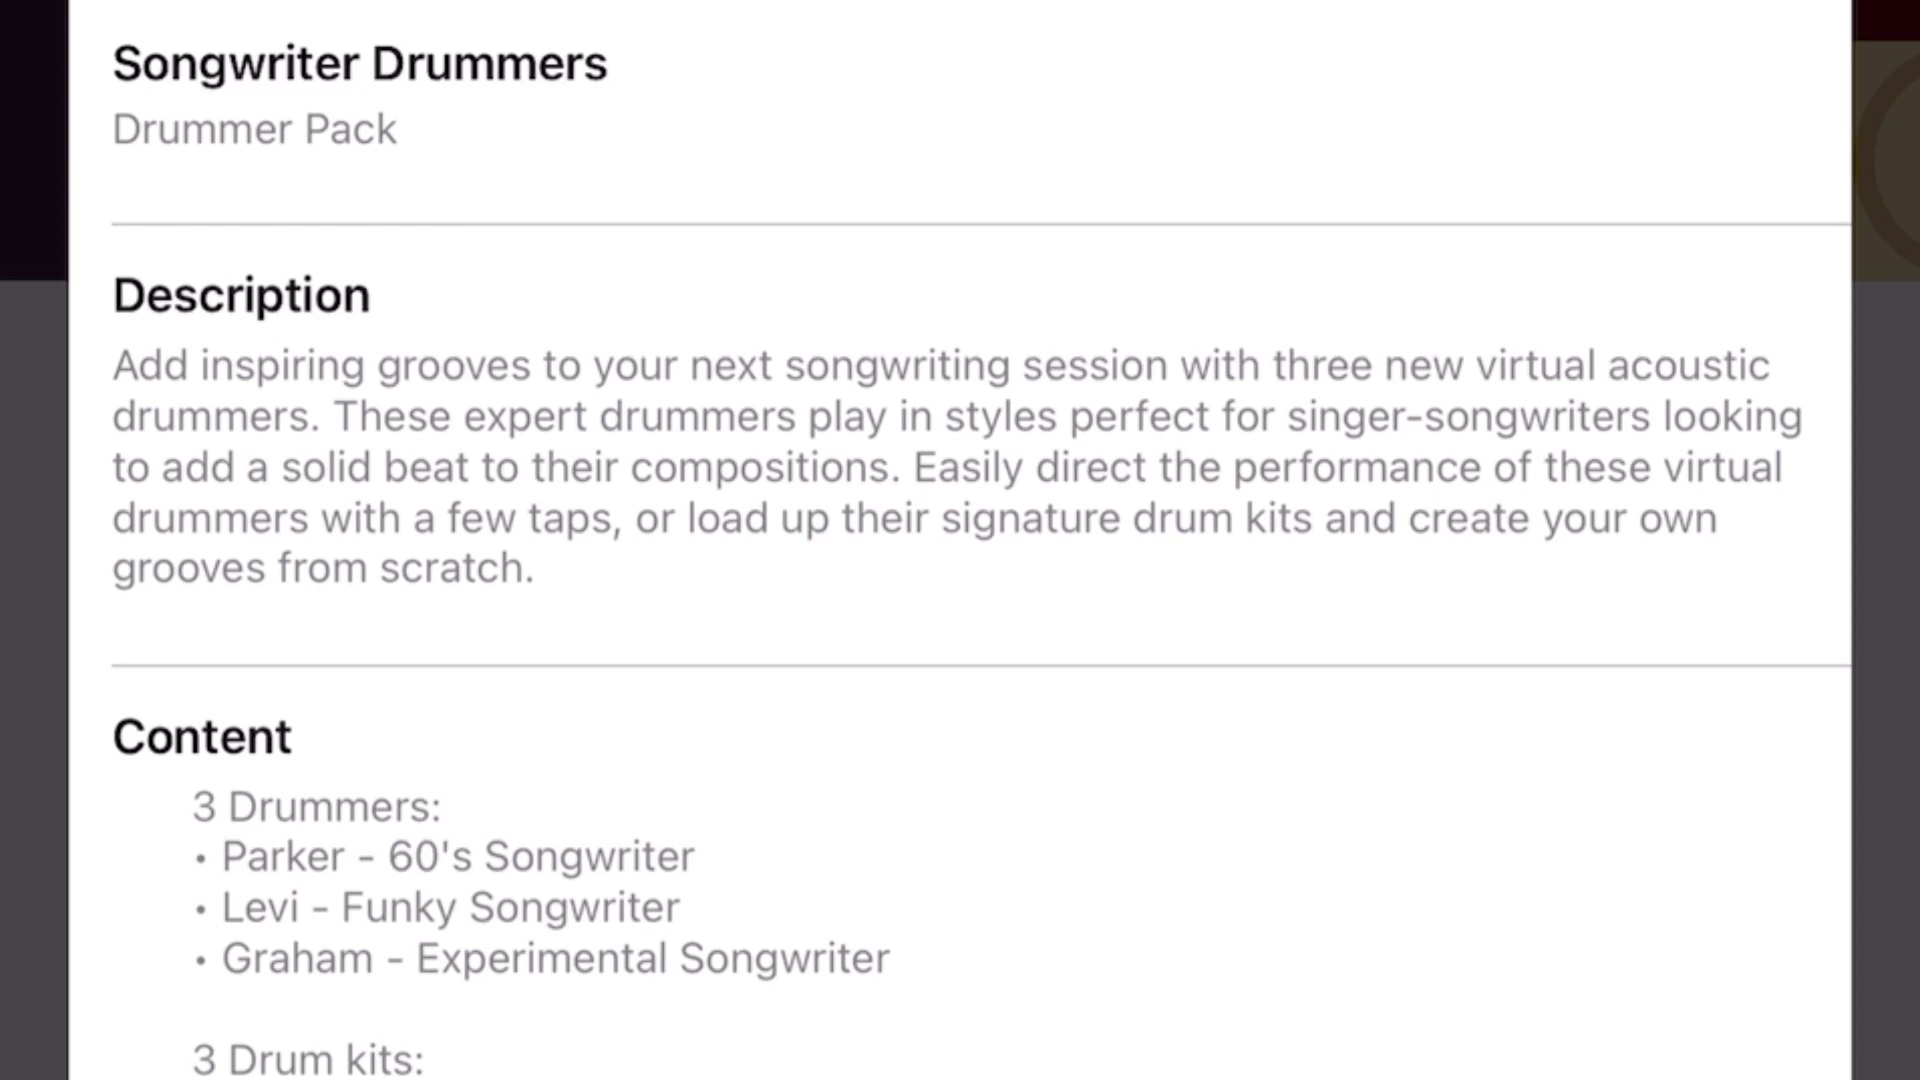 Songwriter Drummers
Drummer Pack
Description
Add inspiring grooves to your next songwriting session with three new virtual acoustic
drummers. These expert drummers play in styles perfect for singer-songwriters looking
to add a solid beat to their compositions. Easily direct the performance of these virtual
drummers with a few taps, or load up their signature drum kits and create your own
grooves from scratch.
Content
3 Drummers:
• Parker - 60's Songwriter
• Levi - Funky Songwriter
• Graham - Experimental Songwriter
3 Drum kits: